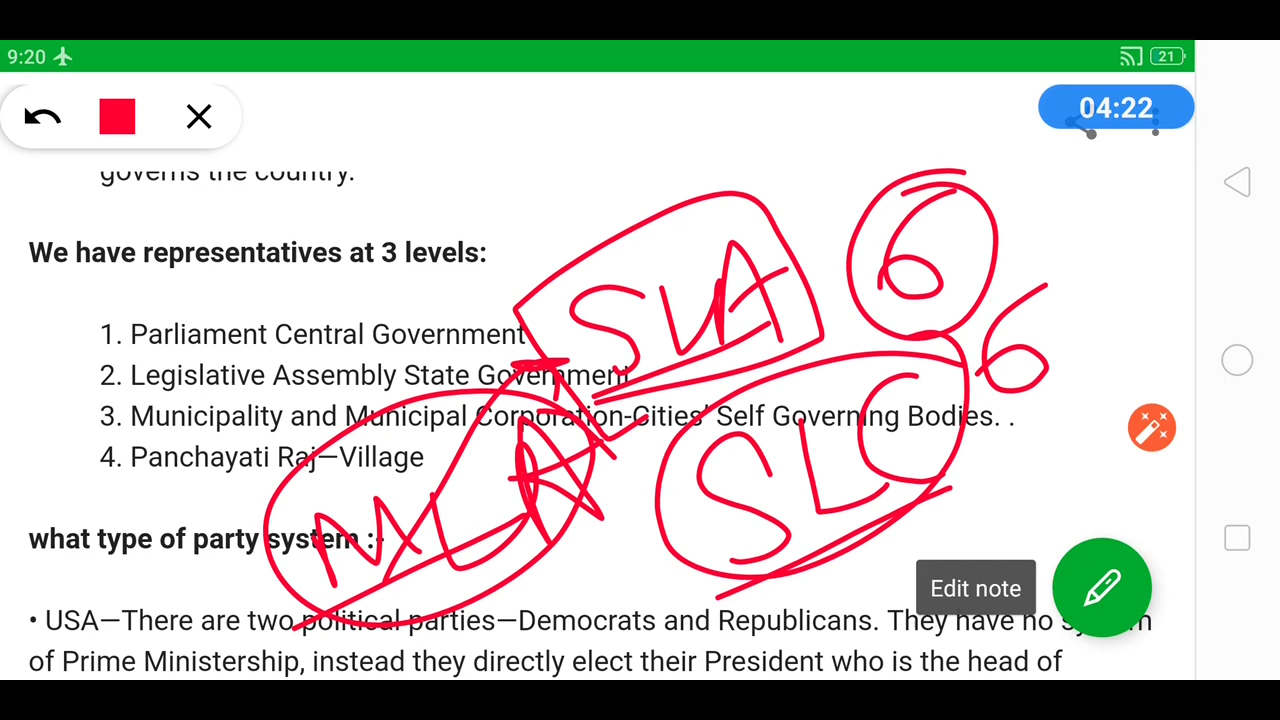 9:20
21
04:22
governs the country.
We have representatives at 3 levels:
SLA
6
6
1. Parliament Central Government
2. Legislative Assembly State Government
3. Municipality and Municipal Corporation-Cities' Self Governing Bodies. .
4. Panchayati Raj—Village
MLA
SLC
what type of party system :-
Edit note
• USA—There are two political parties—Democrats and Republicans. They have no system
of Prime Ministership, instead they directly elect their President who is the head of